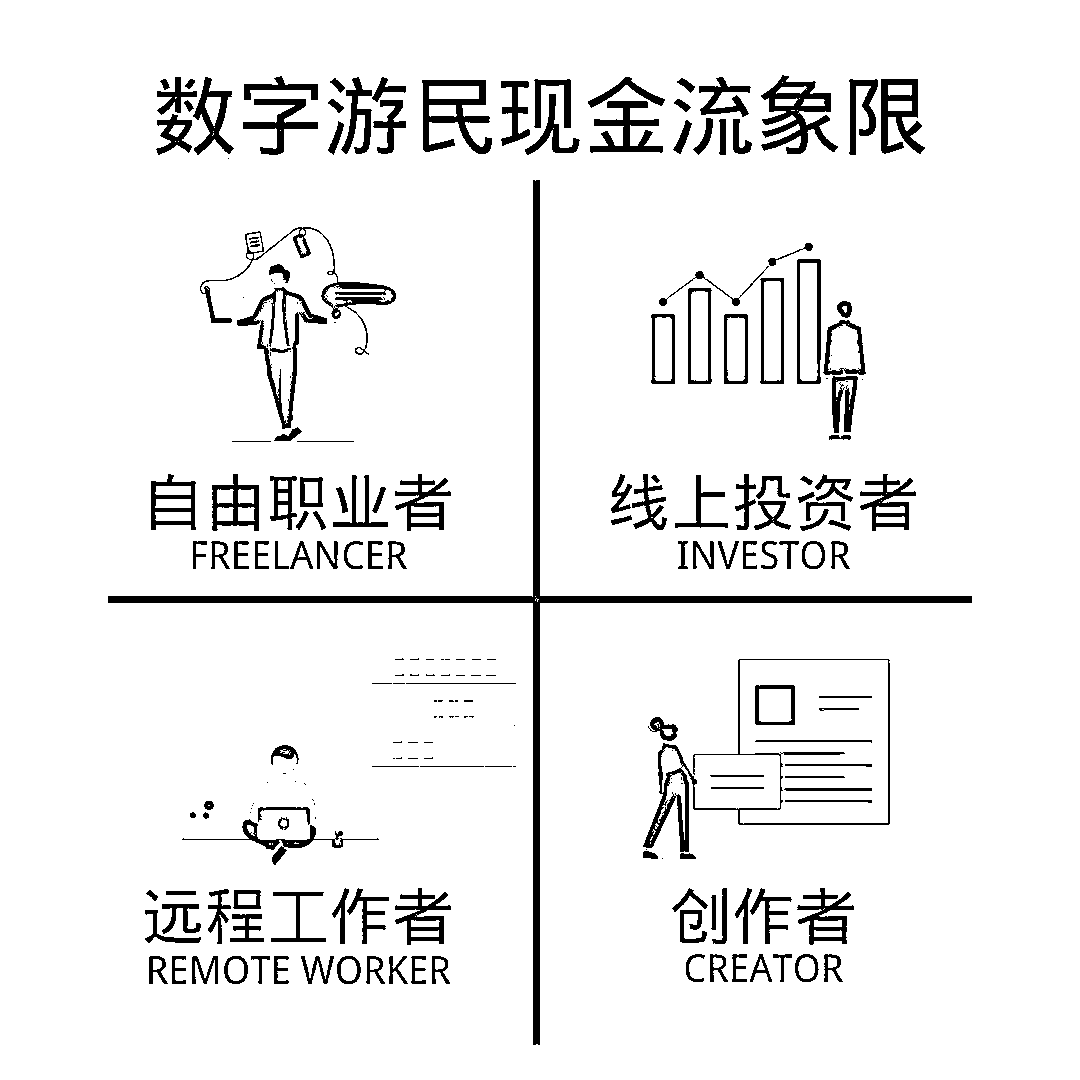 数字游民现金流象限
自由职业者
FREELANCER
线上投资者
INVESTOR
远程工作者
REMOTE WORKER
创作者
CREATOR